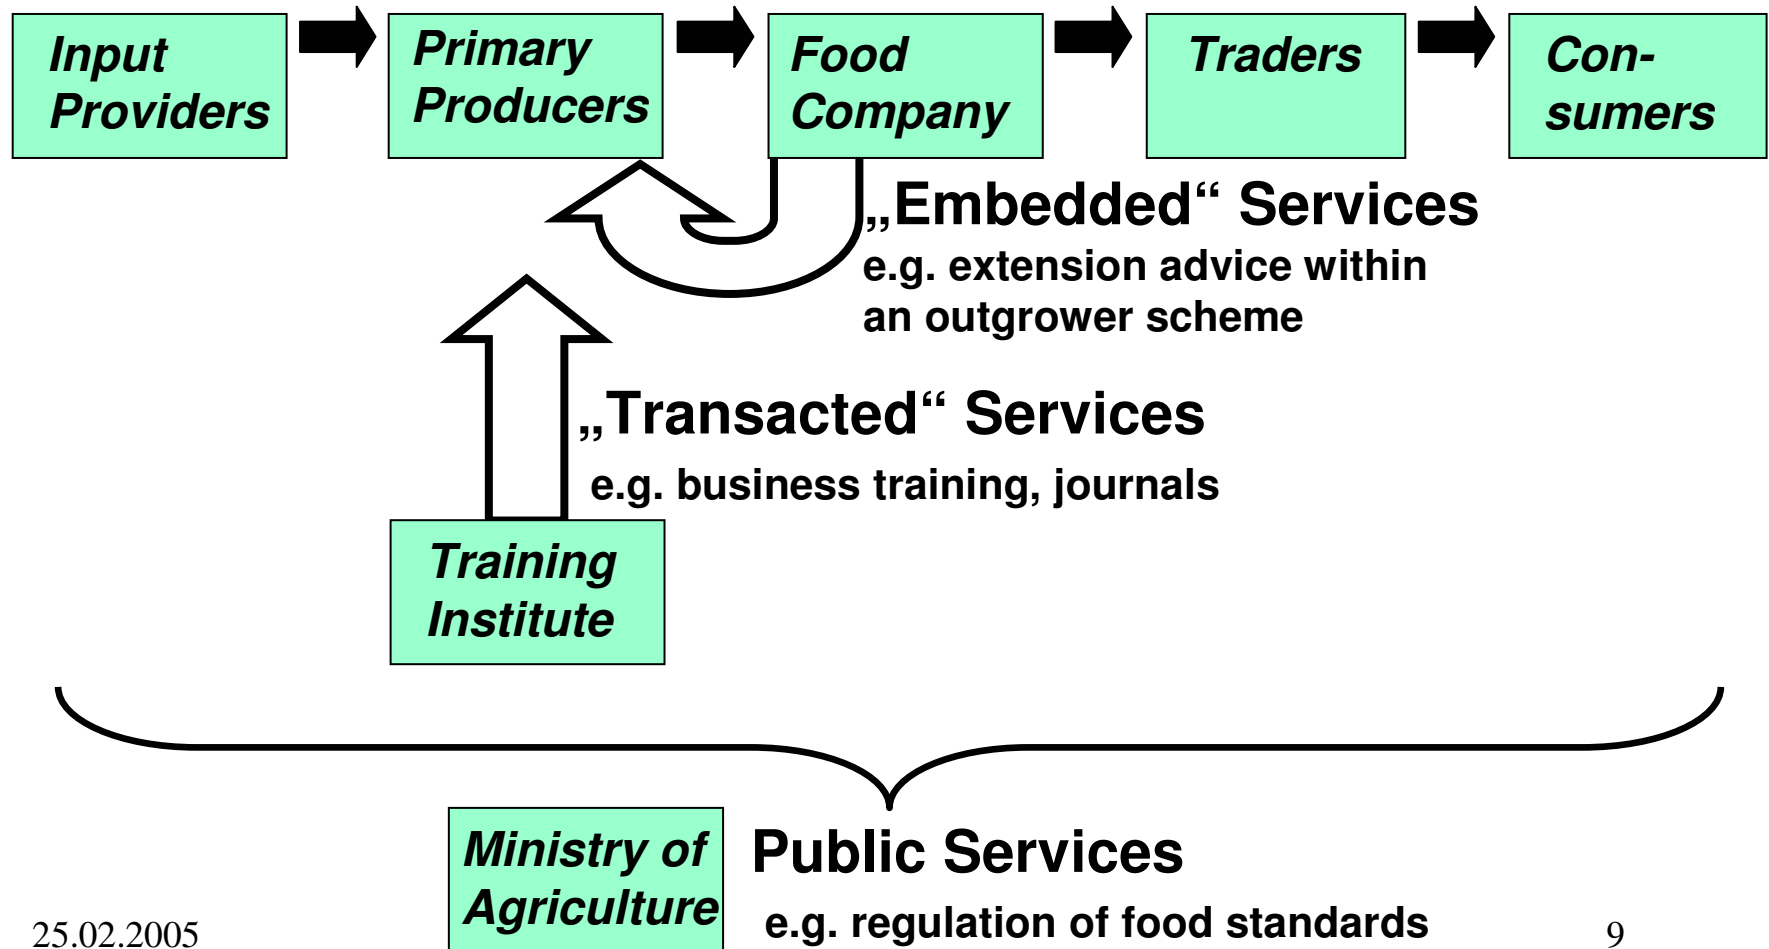 Input
Providers
Primary
Producers
Food
Company
Traders
Con-
sumers
„Embedded“ Services
e.g. extension advice within
an outgrower scheme
„Transacted“ Services
e.g. business training, journals
Training
Institute
Ministry of
Agriculture
Public Services
e.g. regulation of food standards
25.02.2005
9